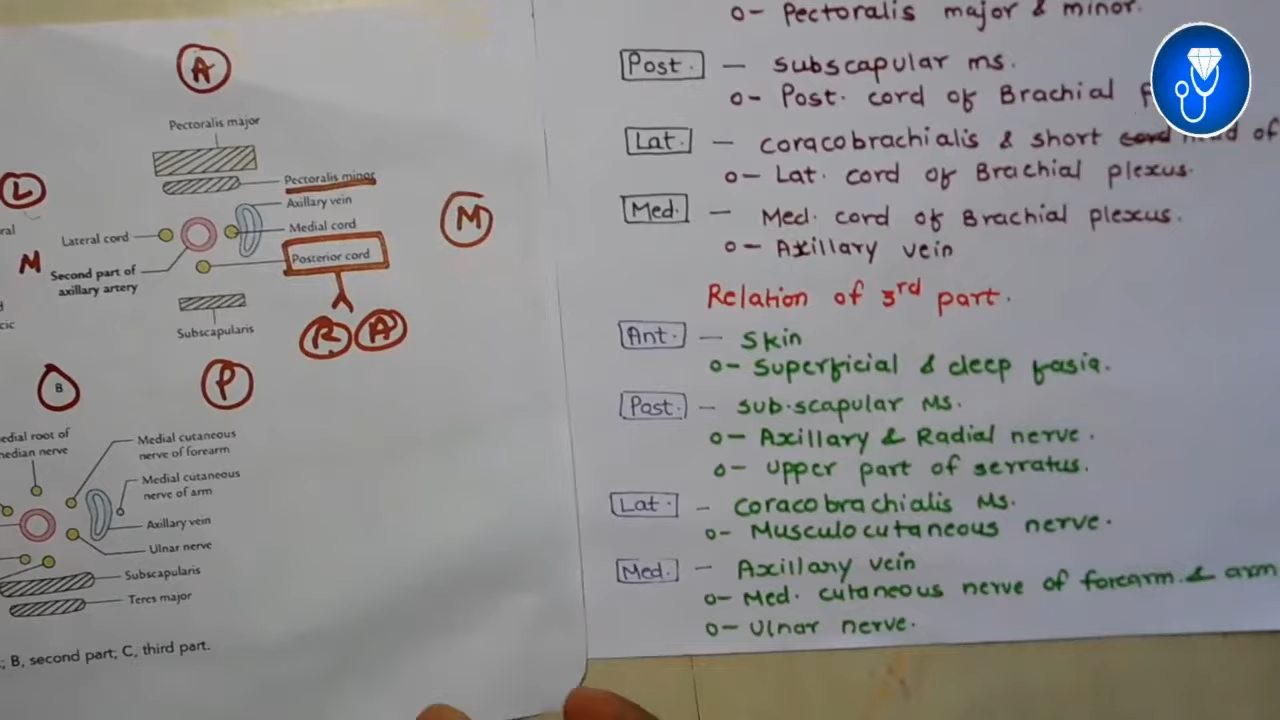 A
Pectoralis major
Pectoralis minor
Axillary vein
Medial cord
Lateral cord
Second part of
axillary artery
Posterior cord
Subscapularis
L
M
M
R A
B
P
median nerve
Medial cutaneous
nerve of forearm
Medial cutaneous
nerve of arm
Axillary vein
Ulnar nerve
Subscapularis
Teres major
; B, second part; C, third part.
o- Pectoralis major & minor.
Post. - subscapular ms.
o- Post. cord of Brachial
Lat. - coracobrachialis & short cord head of
o- Lat. cord of Brachial plexus.
Med. - Med. cord of Brachial plexus.
o- Axillary vein
Relation of 3rd part.
Ant. - Skin
o- Superficial & deep fasia.
Post. - sub.scapular Ms.
o- Axillary & Radial nerve.
o- upper part of serratus.
Lat. - coracobrachialis Ms.
o- Musculocutaneous nerve.
Med. - Axillary vein
o- Med. cutaneous nerve of forearm & arm
o- Ulnar nerve.